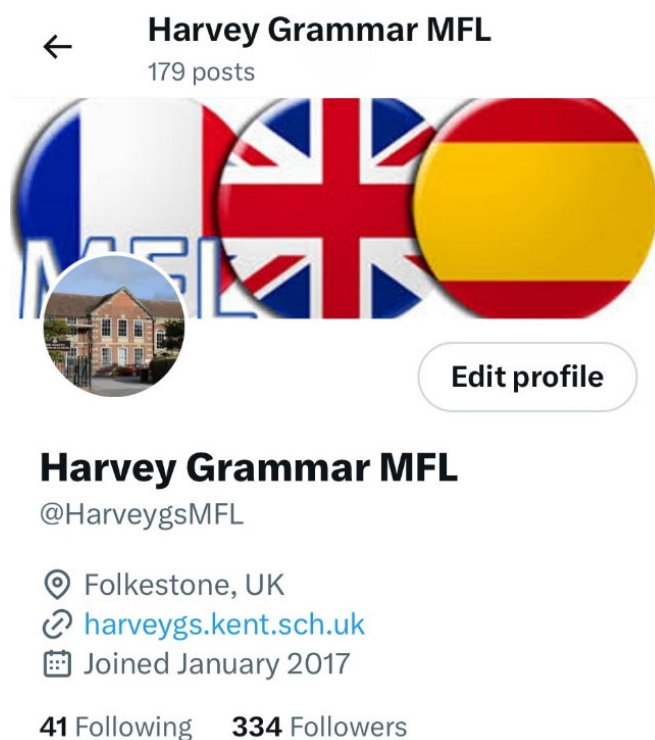 Harvey Grammar MFL
179 posts
MFL
Edit profile
Harvey Grammar MFL
@HarveygsMFL
Folkestone, UK
harveygs.kent.sch.uk
Joined January 2017
41 Following 334 Followers